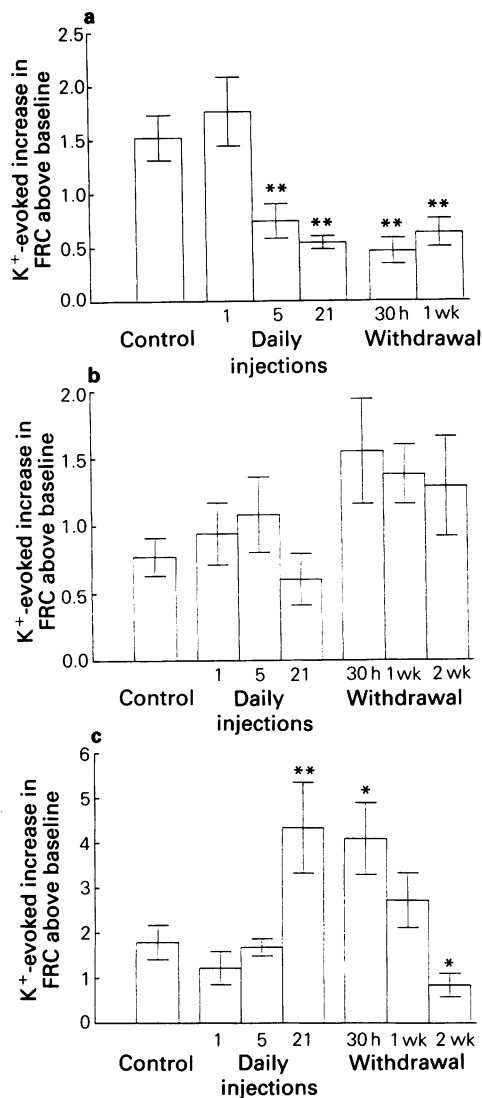 a
K⁺-evoked increase in
FRC above baseline
2.5
2.0
1.5
1.0
0.5
0.0
**
**
**
**
1
5
21
30 h
1 wk
Control
Daily
injections
Withdrawal
b
K⁺-evoked increase in
FRC above baseline
2.0
1.5
1.0
0.5
0.0
1
5
21
30 h
1 wk
2 wk
Control
Daily
injections
Withdrawal
c
K⁺-evoked increase in
FRC above baseline
6
5
4
3
2
1
0
**
*
*
1
5
21
30 h
1 wk
2 wk
Control
Daily
injections
Withdrawal